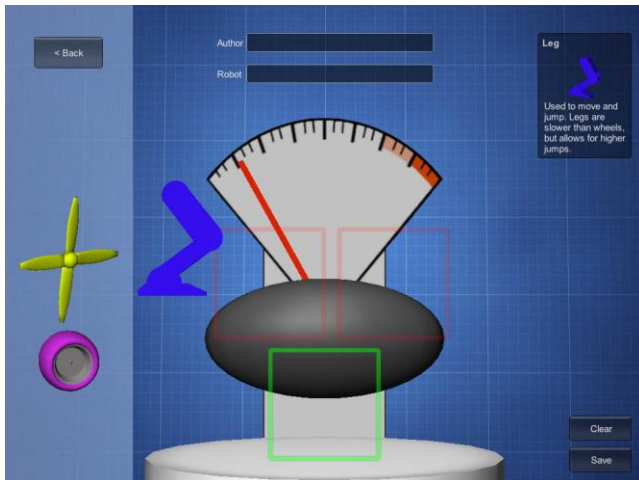 < Back
Author
Robot
Leg
Used to move and
jump. Legs are
slower than wheels,
but allows for higher
jumps.
Clear
Save